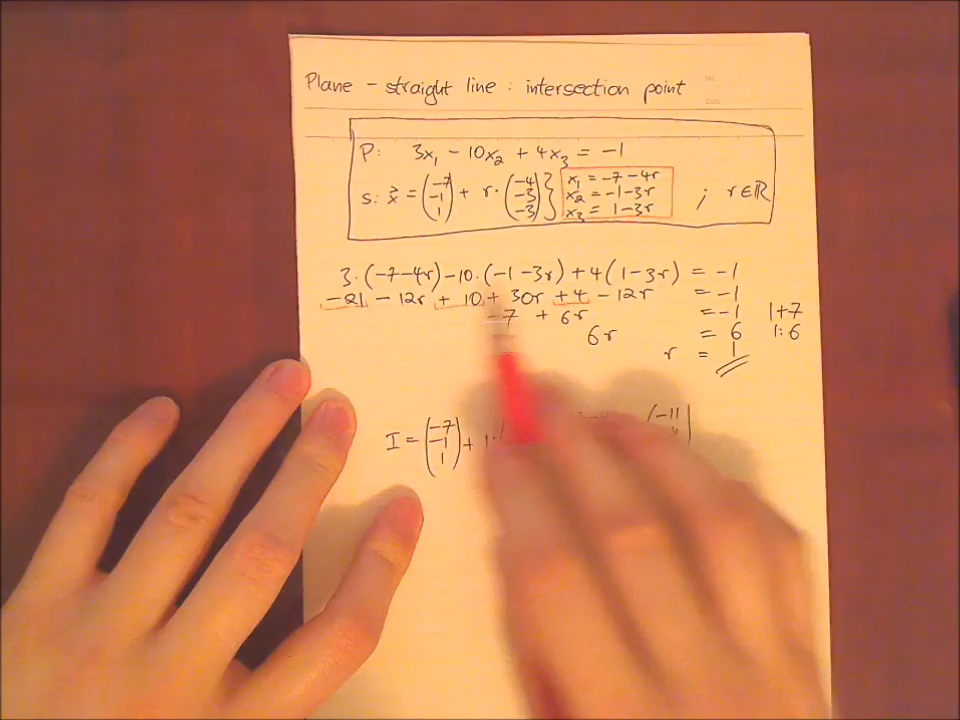 Plane - straight line : intersection point
P: 3x₁ - 10x₂ + 4x₃ = -1
s: x⃗ = (-7 -1 1) + r · (-4 -3 -3) } x₁ = -7 - 4r x₂ = -1 - 3r x₃ = 1 - 3r ; r ∈ ℝ
3 · (-7 - 4r) - 10 · (-1 - 3r) + 4 (1 - 3r) = -1
-21 - 12r + 10 + 30r + 4 - 12r = -1
-7 + 6r = -1 |+7
6r = 6 |:6
r = 1
I = (-7 -1 1) + 1 · (-11